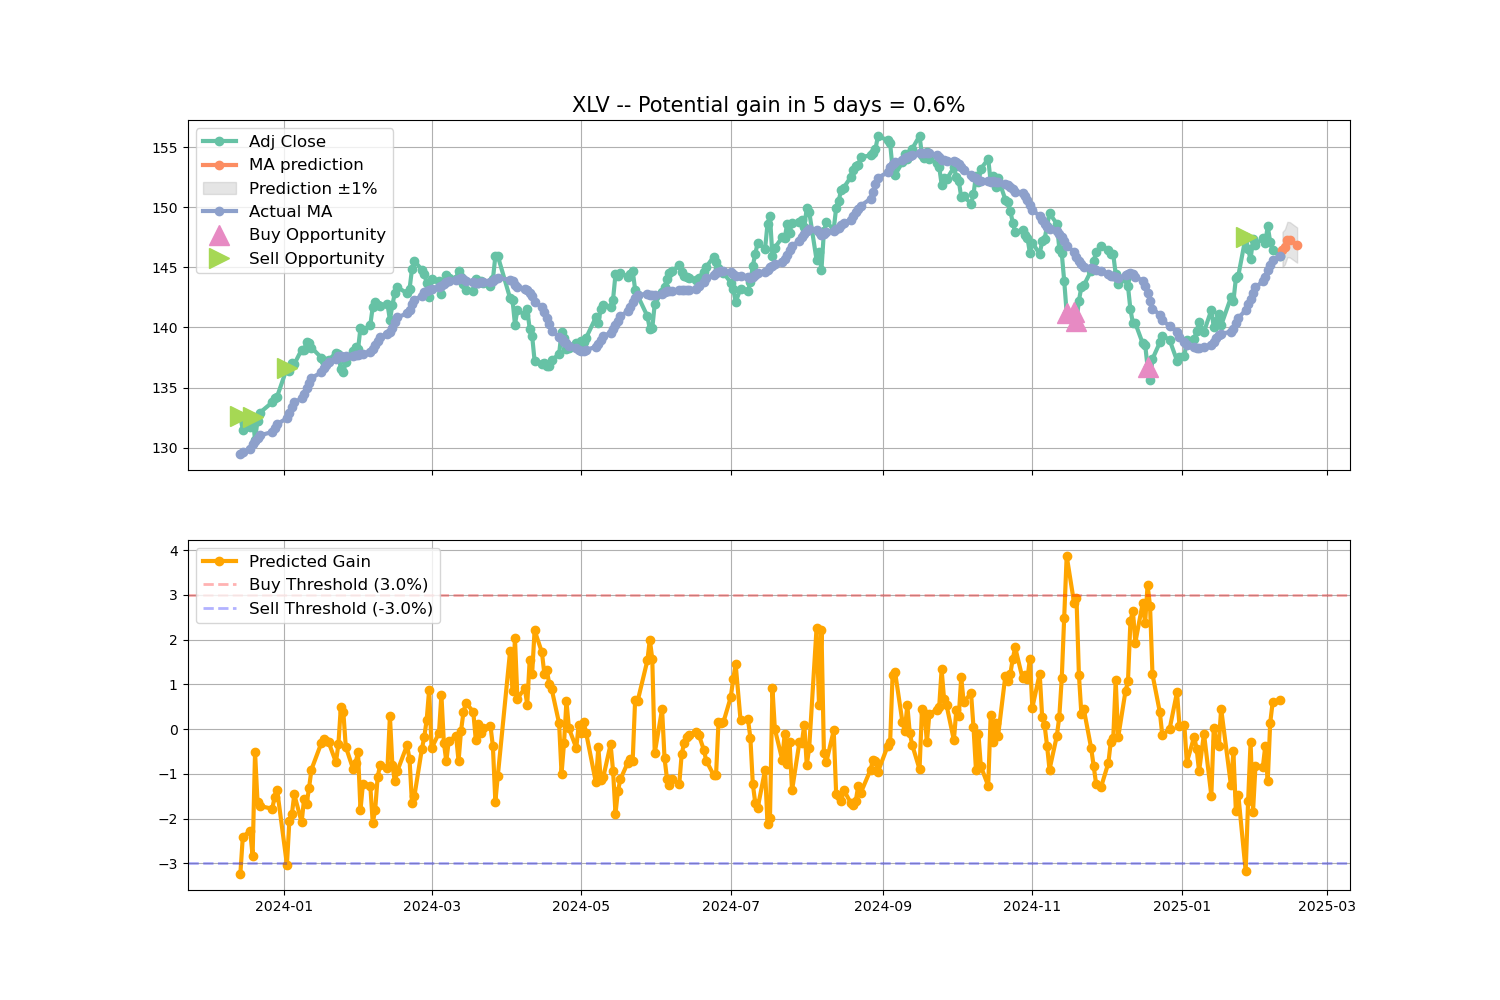 XLV -- Potential gain in 5 days = 0.6%
Adj Close
MA prediction
Prediction ±1%
Actual MA
Buy Opportunity
Sell Opportunity
155
150
145
140
135
130
Predicted Gain
Buy Threshold (3.0%)
Sell Threshold (-3.0%)
4
3
2
1
0
−1
−2
−3
2024-01
2024-03
2024-05
2024-07
2024-09
2024-11
2025-01
2025-03